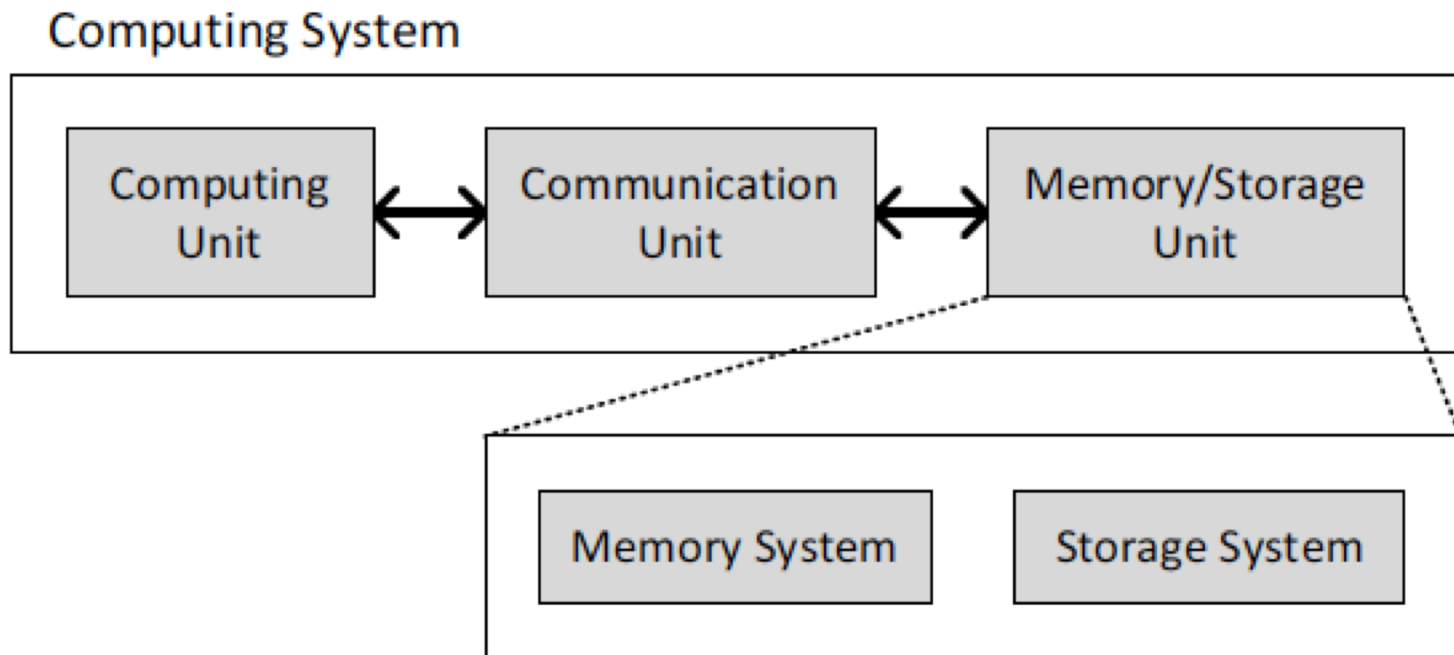 Computing System
Computing
Unit
Communication
Unit
Memory/Storage
Unit
Memory System
Storage System